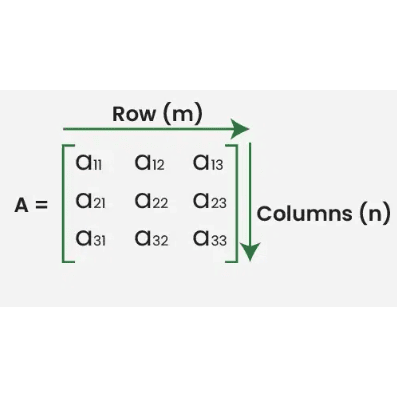 Row (m)
a11 a12 a13
A = a21 a22 a23
Columns (n)
a31 a32 a33